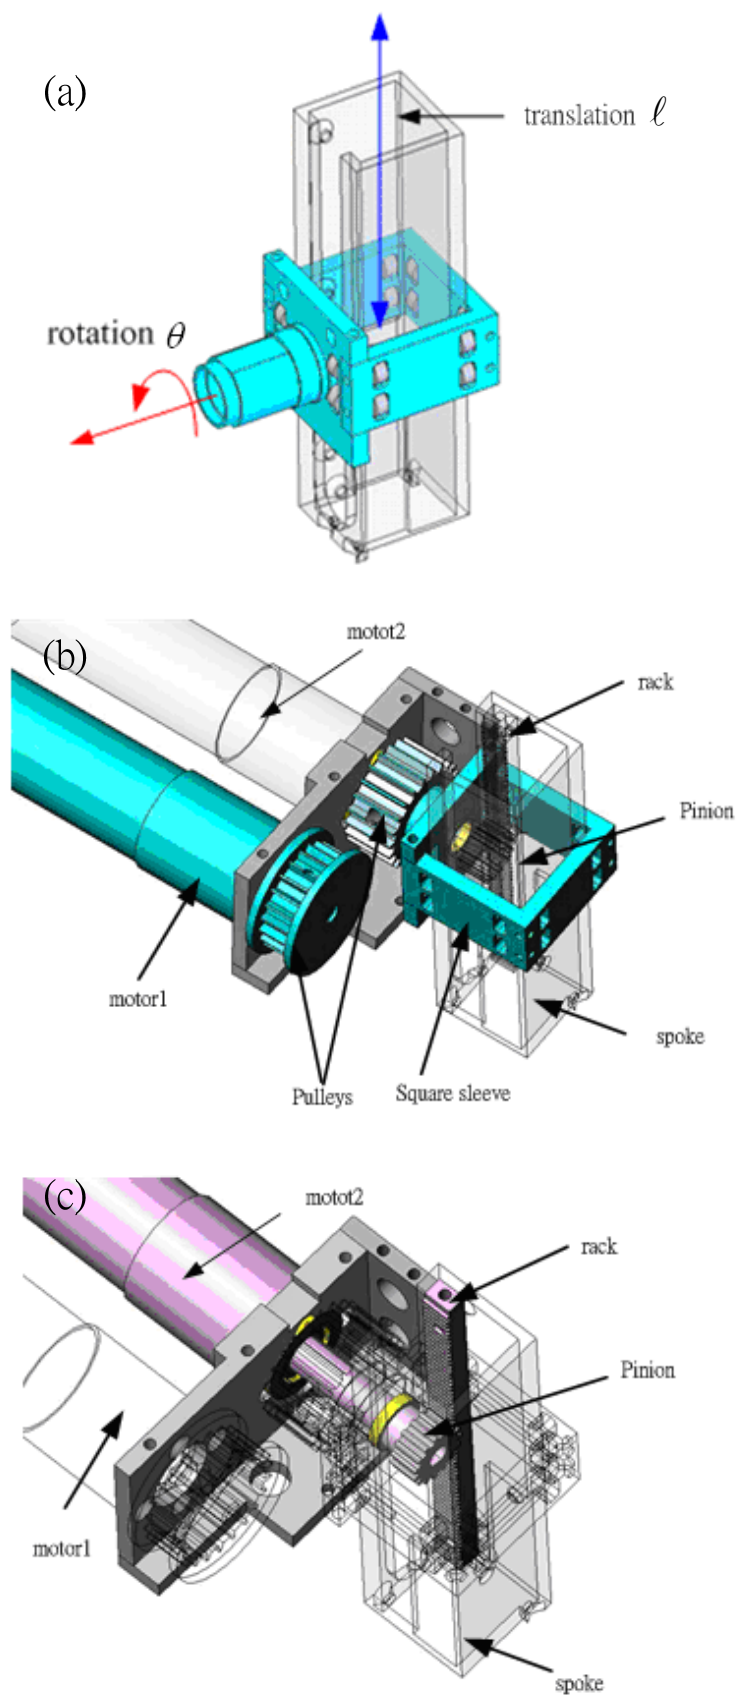 (a)
translation ℓ
rotation θ
(b)
motot2
rack
Pinion
motor1
spoke
Pulleys
Square sleeve
(c)
motot2
rack
Pinion
motor1
spoke